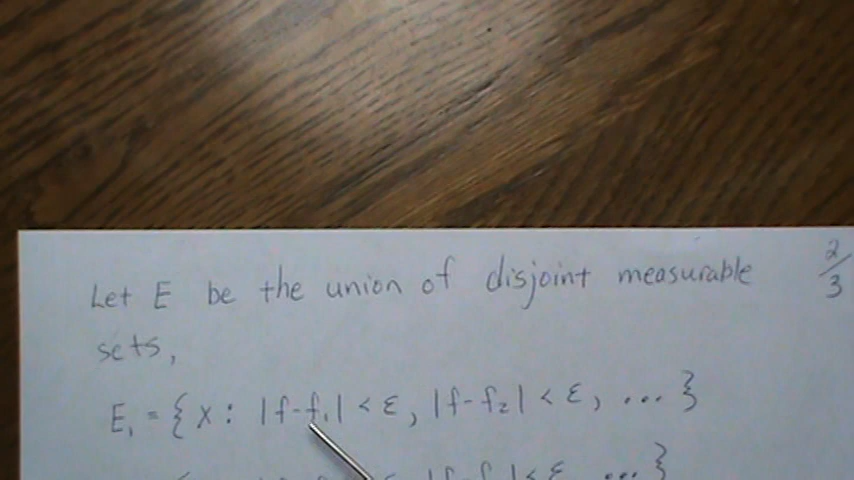 Let E be the union of disjoint measurable
2/3
sets,
E₁ = { x : |f-f₁| < ε, |f-f₂| < ε, ... }
|f-f |< ε, ... }